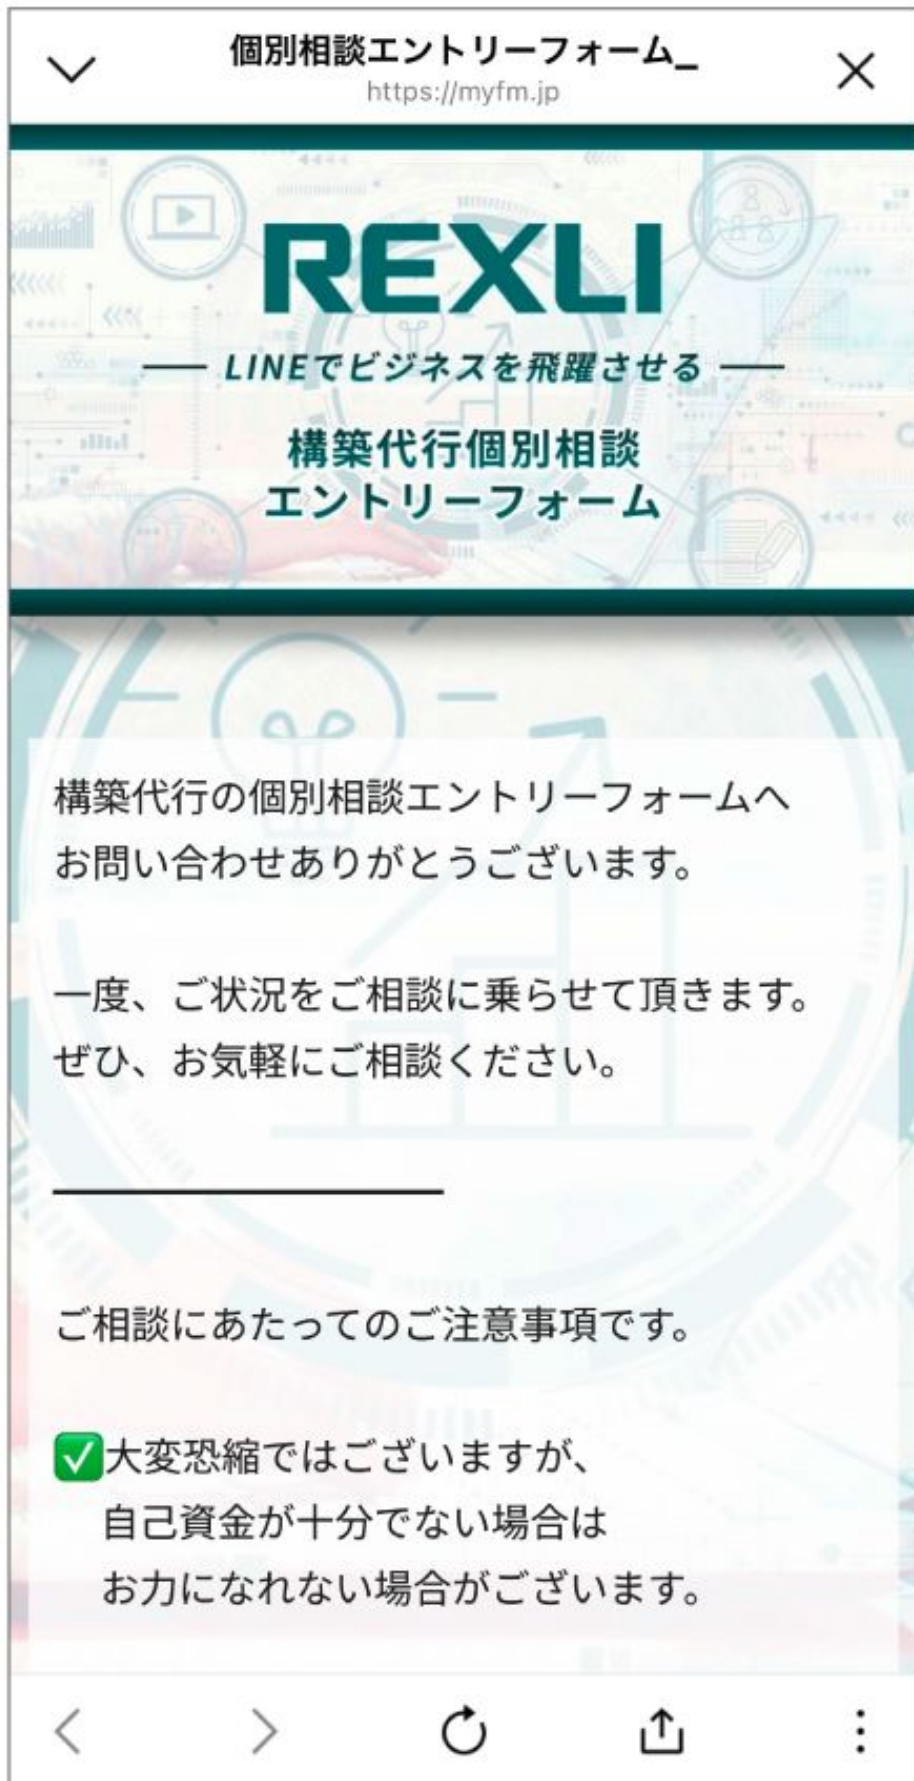 個別相談エントリーフォーム_
https://myfm.jp
REXLI
LINEでビジネスを飛躍させる
構築代行個別相談
エントリーフォーム
構築代行の個別相談エントリーフォームへ
お問い合わせありがとうございます。
一度、ご状況をご相談に乗らせて頂きます。
ぜひ、お気軽にご相談ください。
ご相談にあたってのご注意事項です。
✅大変恐縮ではございますが、
自己資金が十分でない場合は
お力になれない場合がございます。